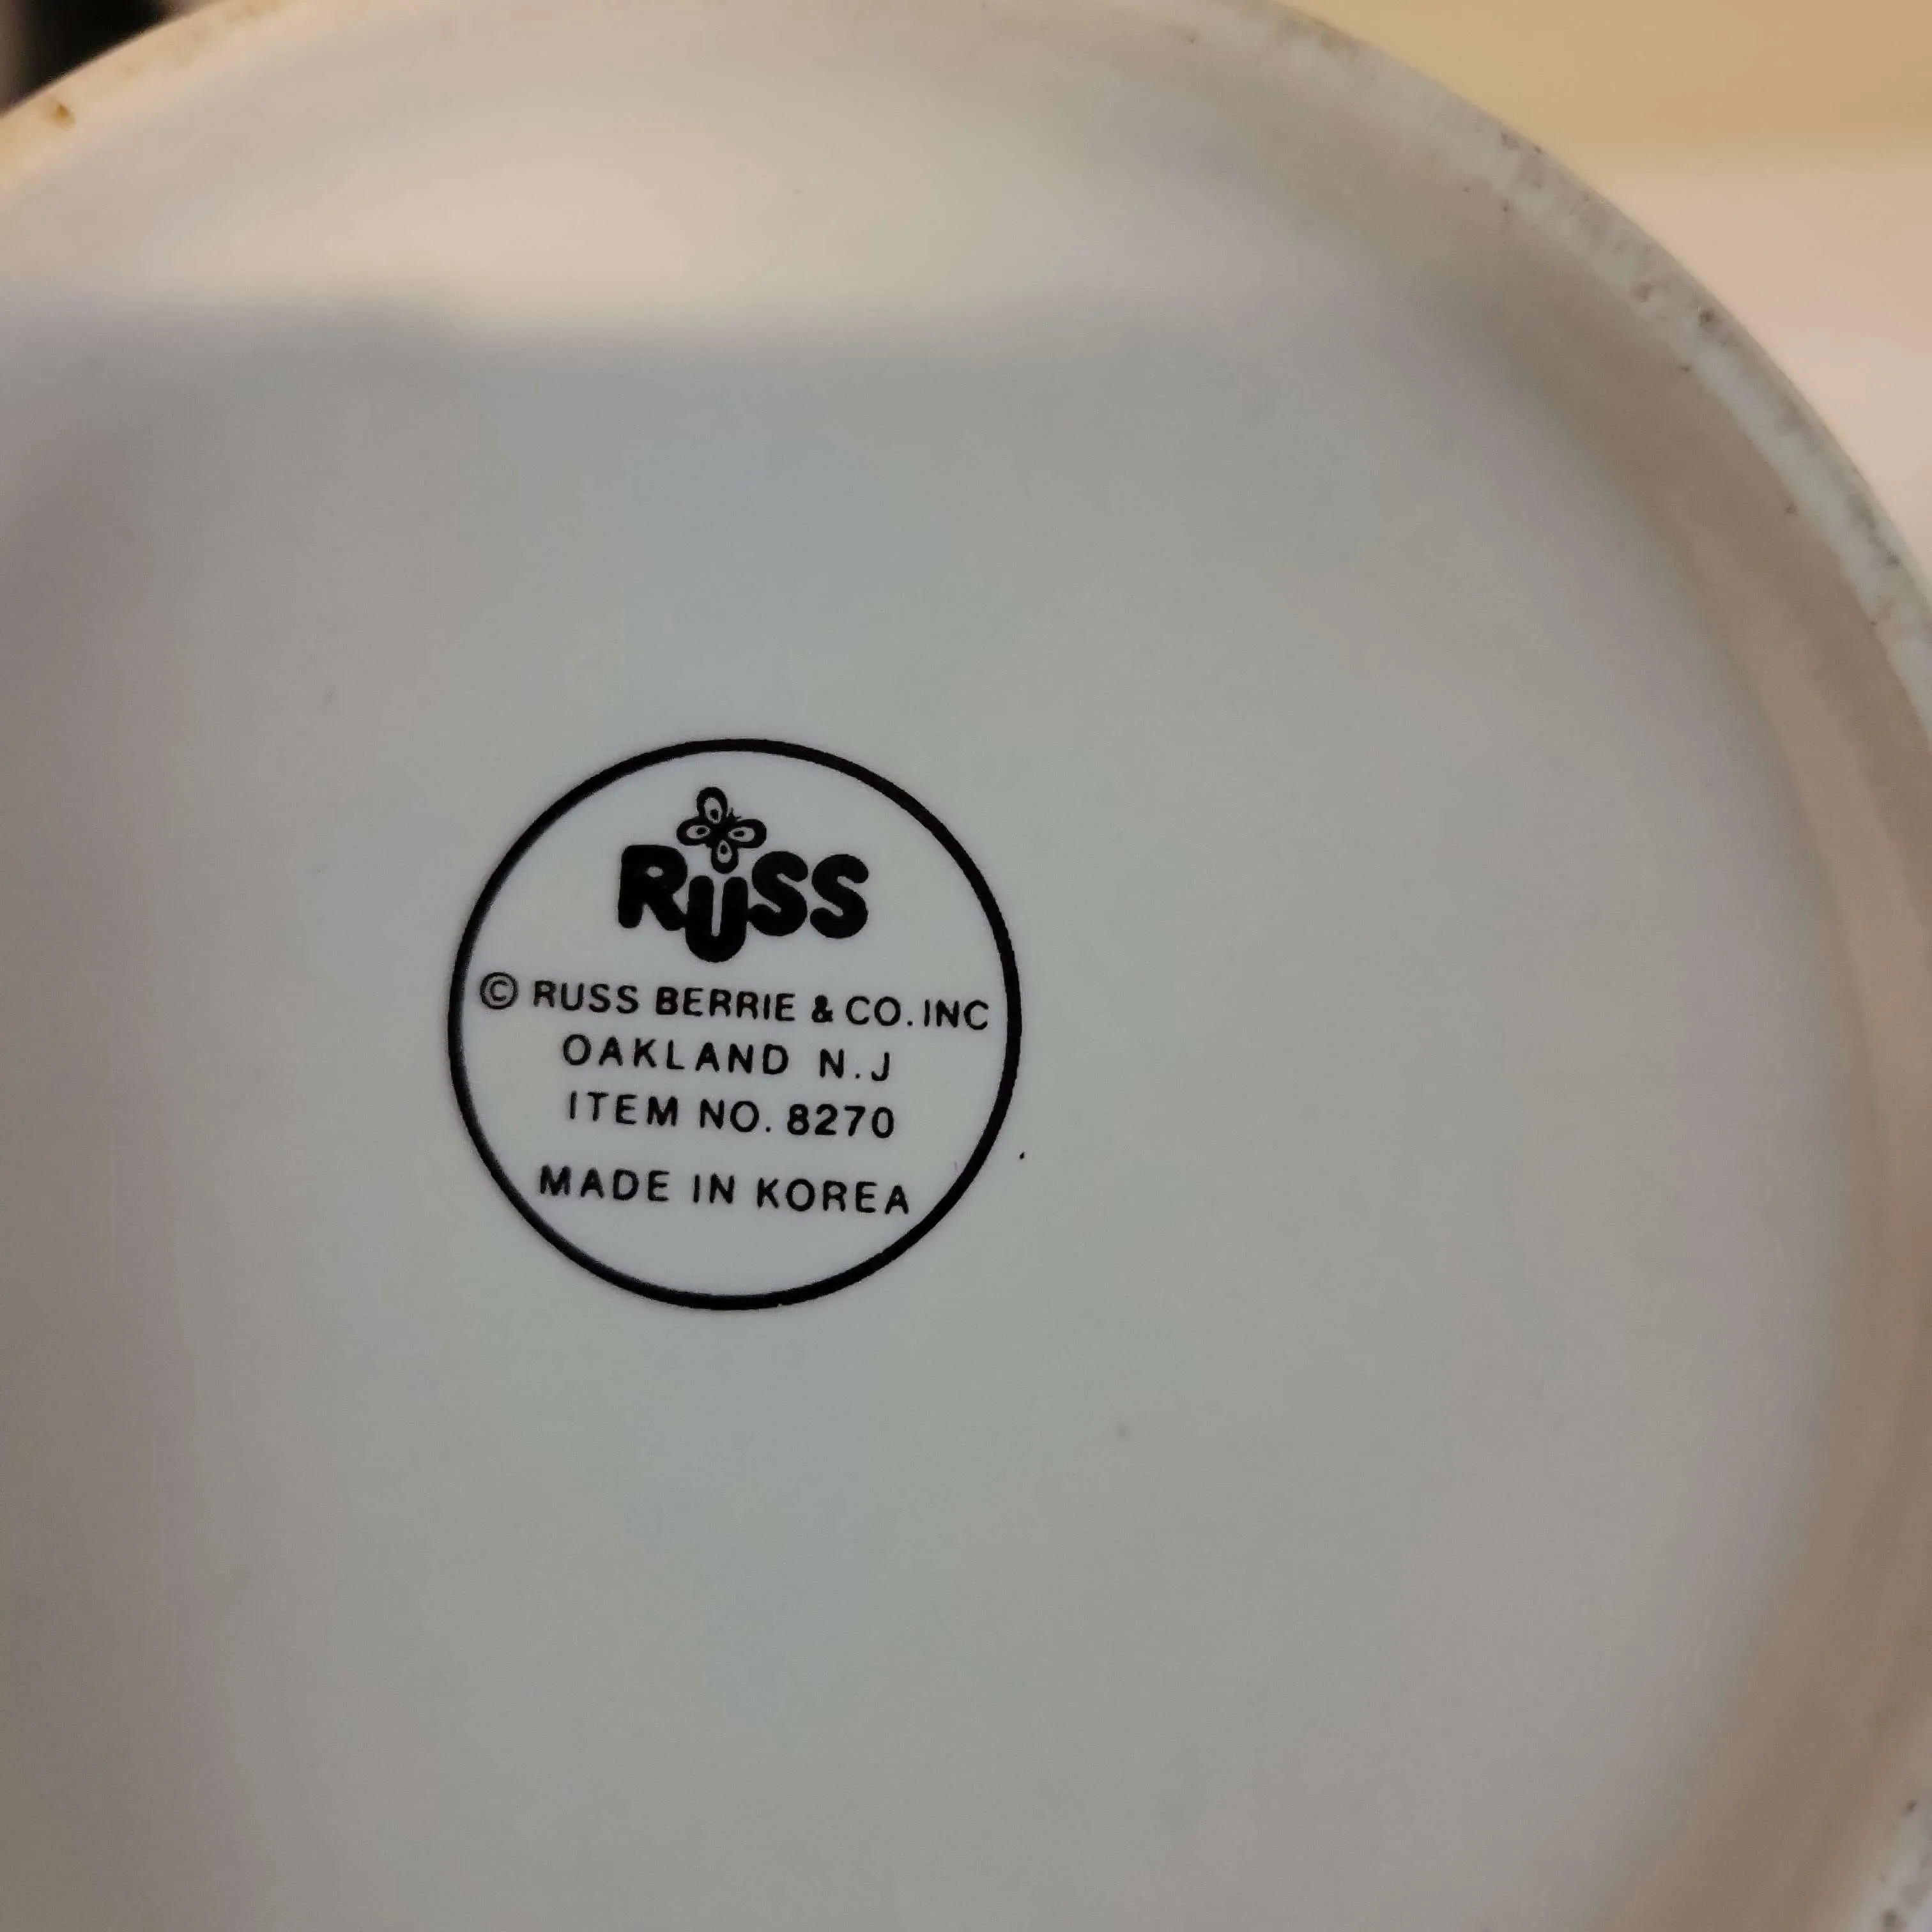 RUSS
© RUSS BERRIE & CO. INC
OAKLAND N.J
ITEM NO. 8270
MADE IN KOREA